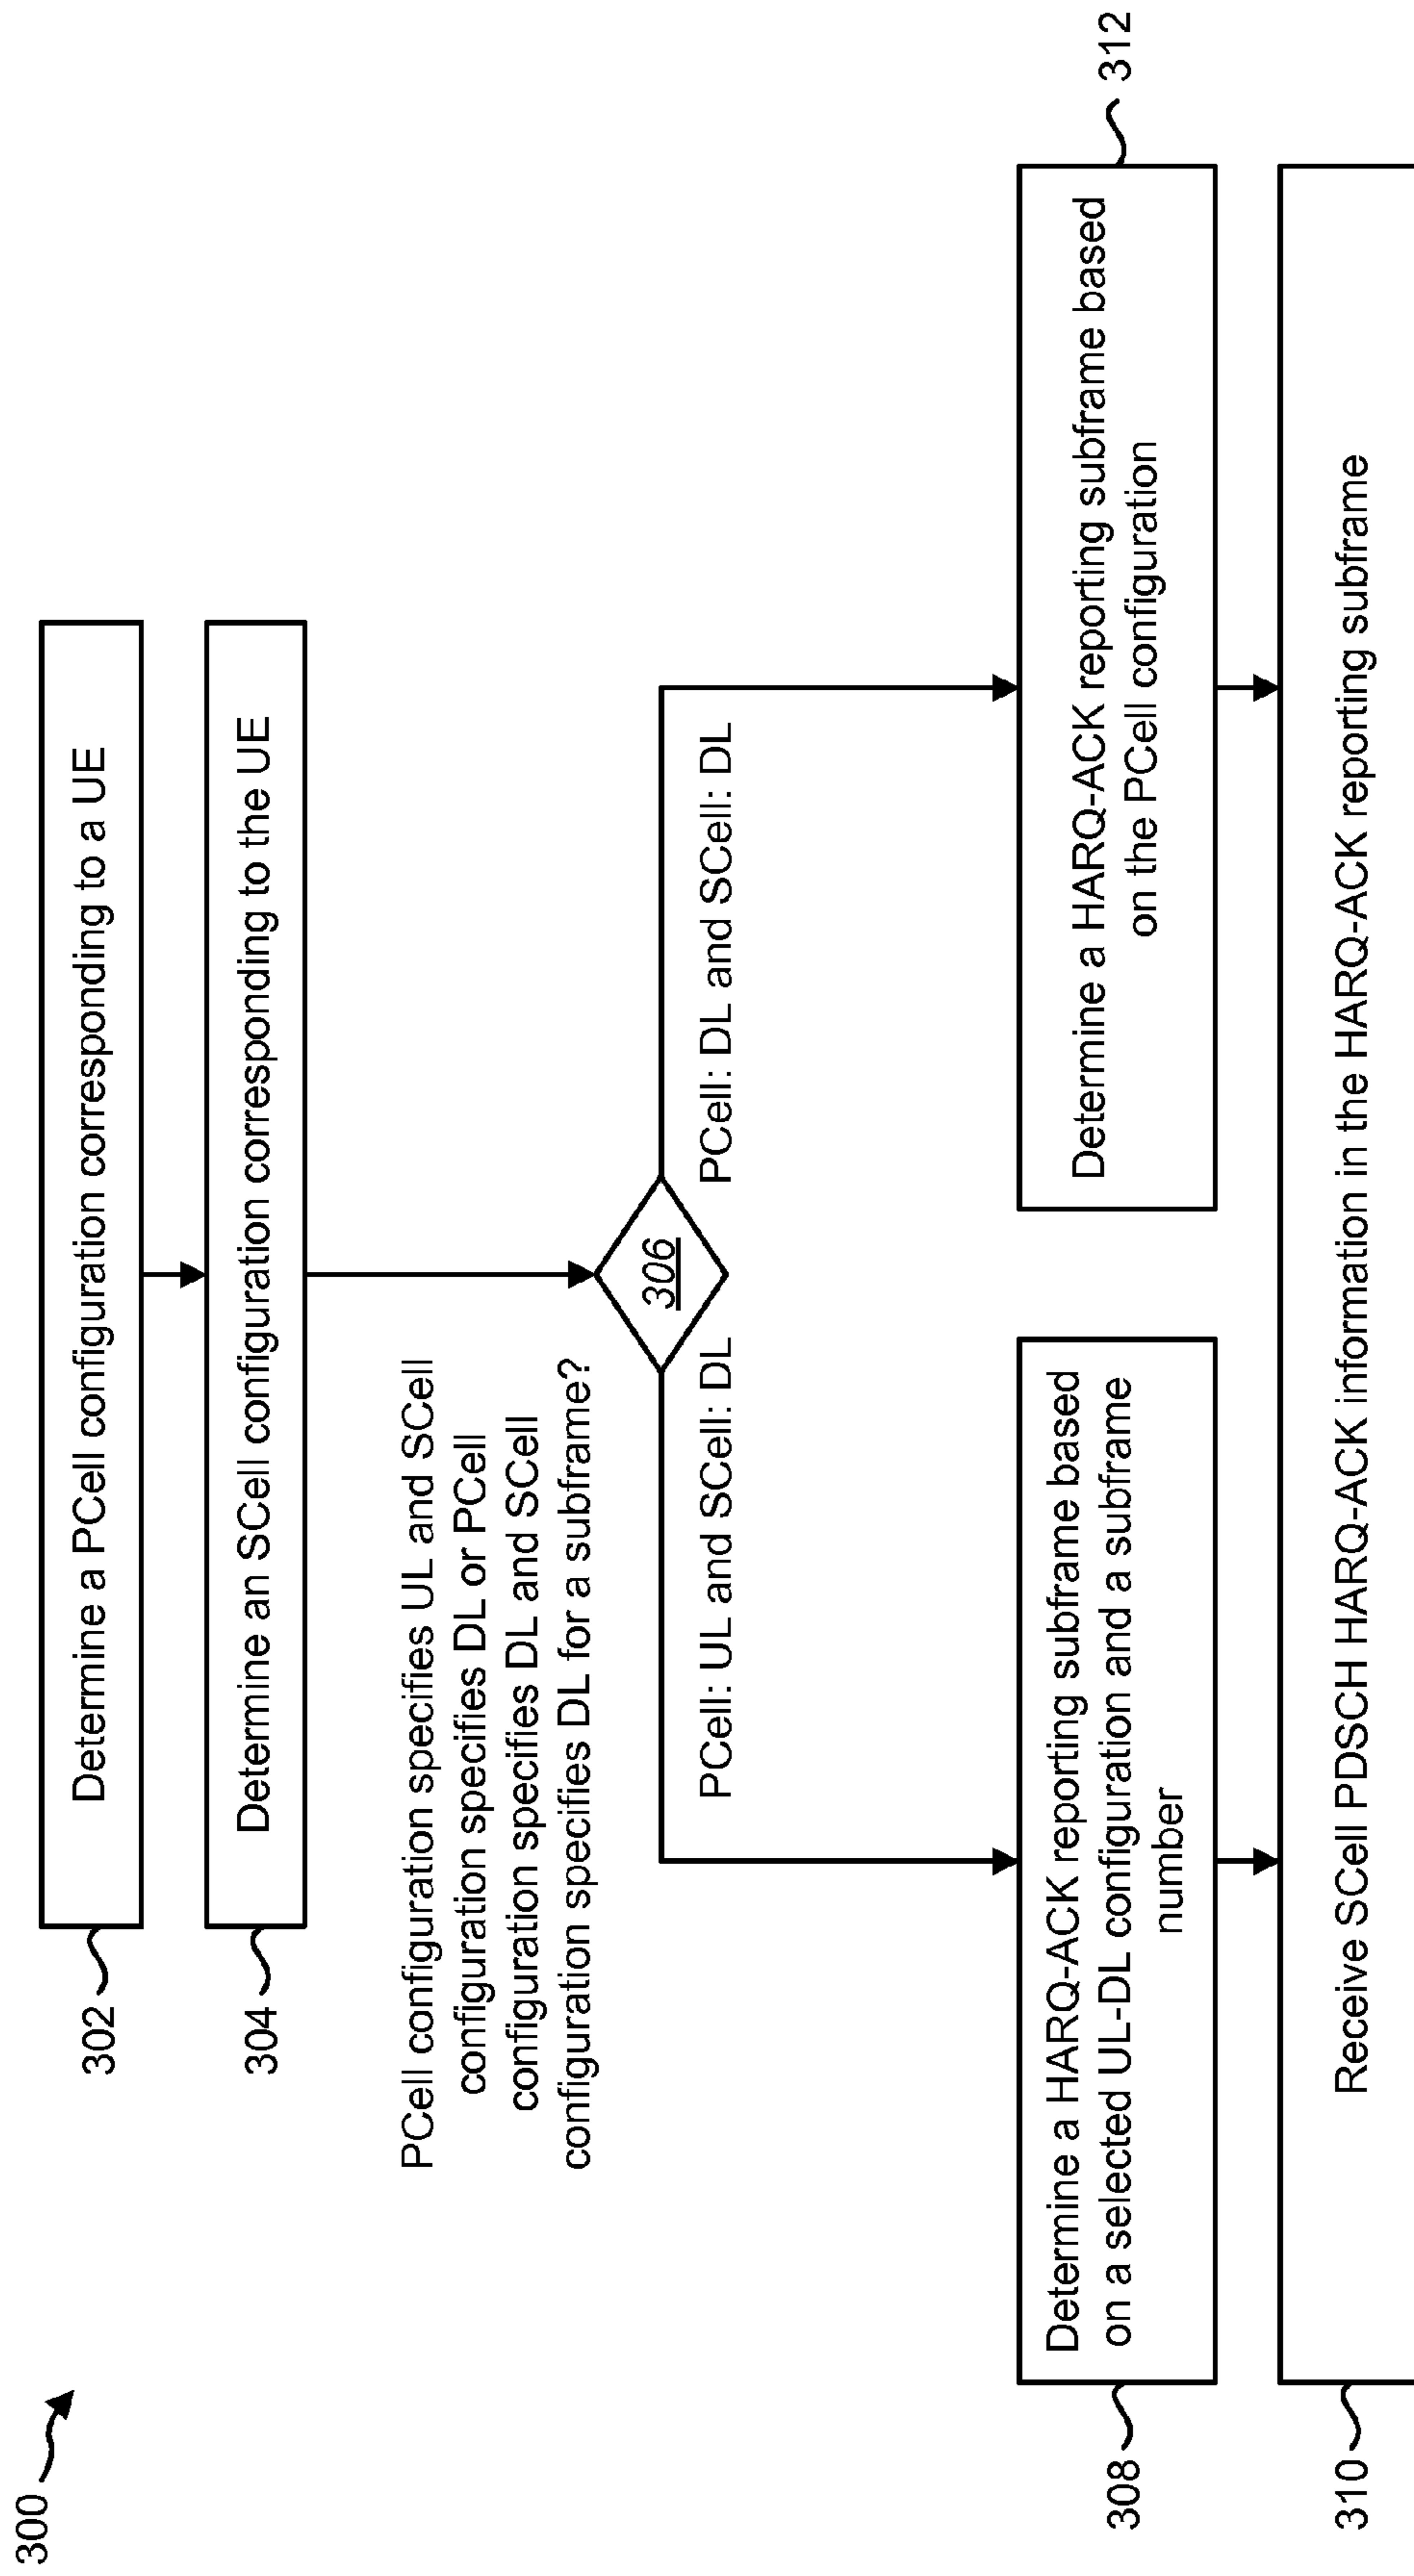 300
302
Determine a PCell configuration corresponding to a UE
304
Determine an SCell configuration corresponding to the UE
PCell configuration specifies UL and SCell
configuration specifies DL or PCell
configuration specifies DL and SCell
configuration specifies DL for a subframe?
306
PCell: UL and SCell: DL
PCell: DL and SCell: DL
308
Determine a HARQ-ACK reporting subframe based
on a selected UL-DL configuration and a subframe
number
Determine a HARQ-ACK reporting subframe based
on the PCell configuration
312
310
Receive SCell PDSCH HARQ-ACK information in the HARQ-ACK reporting subframe